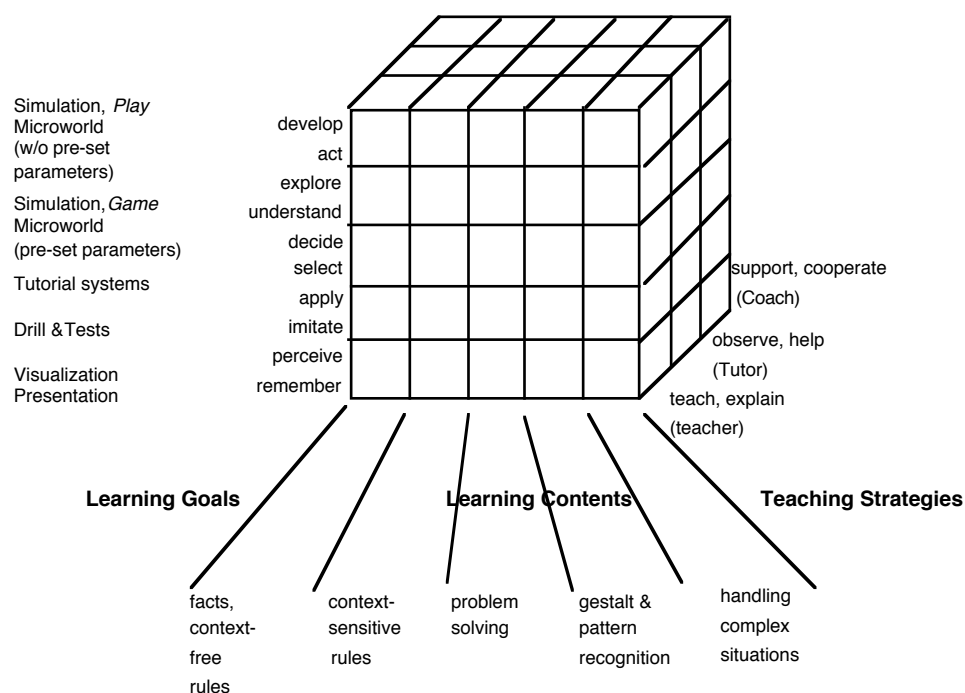 Simulation, Play
Microworld
(w/o pre-set
parameters)
Simulation, Game
Microworld
(pre-set parameters)
Tutorial systems
Drill & Tests
Visualization
Presentation
develop
act
explore
understand
decide
select
apply
imitate
perceive
remember
support, cooperate
(Coach)
observe, help
(Tutor)
teach, explain
(teacher)
Learning Goals
Learning Contents
Teaching Strategies
facts,
context-
free
rules
context-
sensitive
rules
problem
solving
gestalt &
pattern
recognition
handling
complex
situations